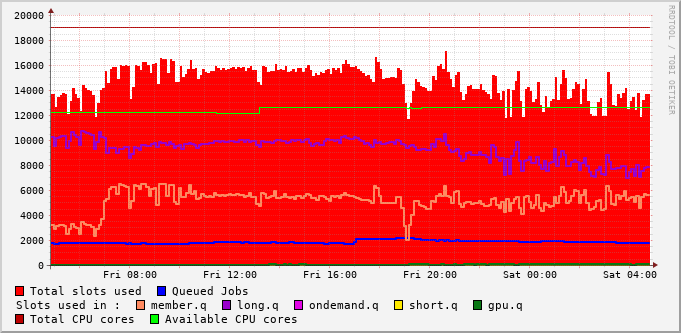 20000
18000
16000
14000
12000
10000
8000
6000
4000
2000
0
Fri 08:00 Fri 12:00 Fri 16:00 Fri 20:00 Sat 00:00 Sat 04:00
RRDTOOL / TOBI OETIKER
Total slots used Queued Jobs
Slots used in : member.q long.q ondemand.q short.q gpu.q
Total CPU cores Available CPU cores